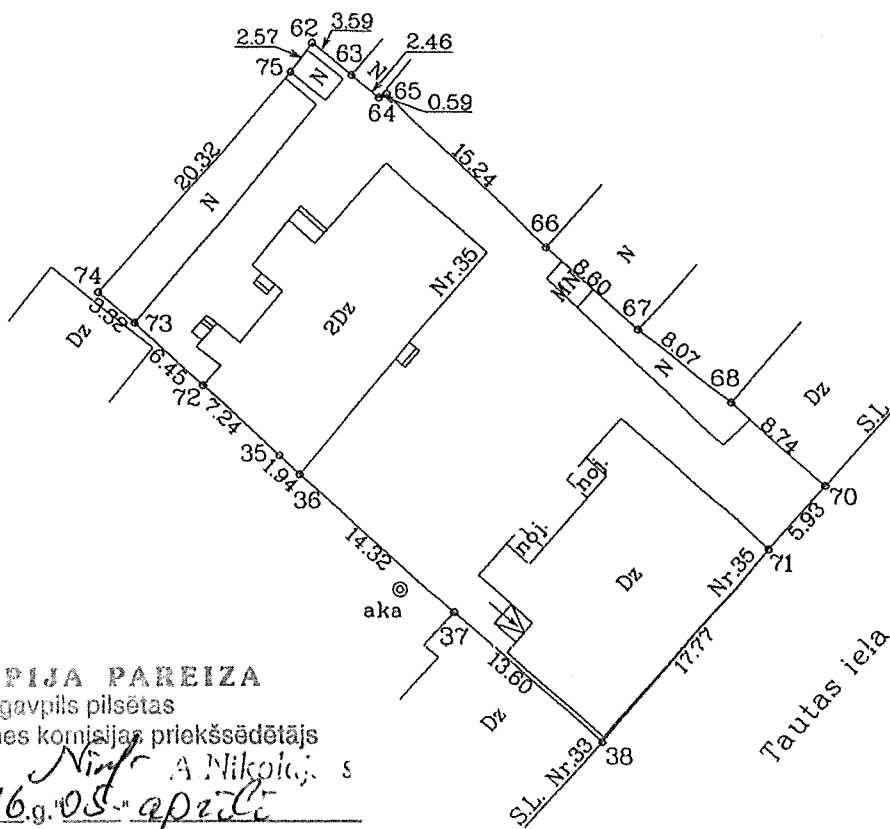 62
3.59
2.57
63
N
2.46
75
N
65
64
0.59
20.32
15.24
N
66
N
74
Nr.35
8.60
MN
3.32
73
2Dz
67
Dz
8.07
6.45
N
68
72
Dz
7.24
8.74
S.L.
35
1.94
36
noj.
70
5.93
14.32
noj.
Nr.35
71
Dz
aka
37
17.77
13.60
Tautas iela
Dz
38
S.L. Nr.33
PIJA PAREIZA
gavpils pilsētas
nes komisijas priekšsēdētājs
A.Nikolaj s
6.g."05" aprīlī